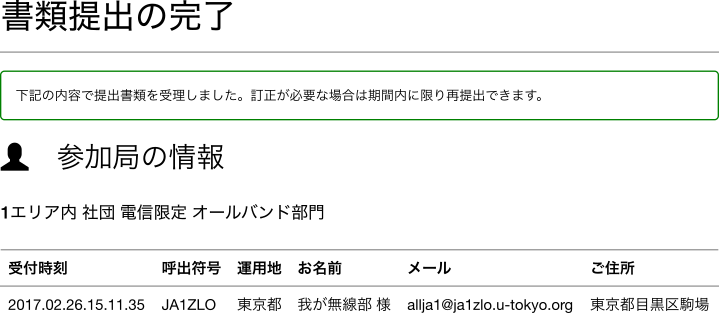 書類提出の完了
下記の内容で提出書類を受理しました。訂正が必要な場合は期間内に限り再提出できます。
参加局の情報
1エリア内 社団 電信限定 オールバンド部門
受付時刻 呼出符号 運用地 お名前 メール ご住所
2017.02.26.15.11.35 JA1ZLO 東京都 我が無線部 様 allja1@ja1zlo.u-tokyo.org 東京都目黒区駒場